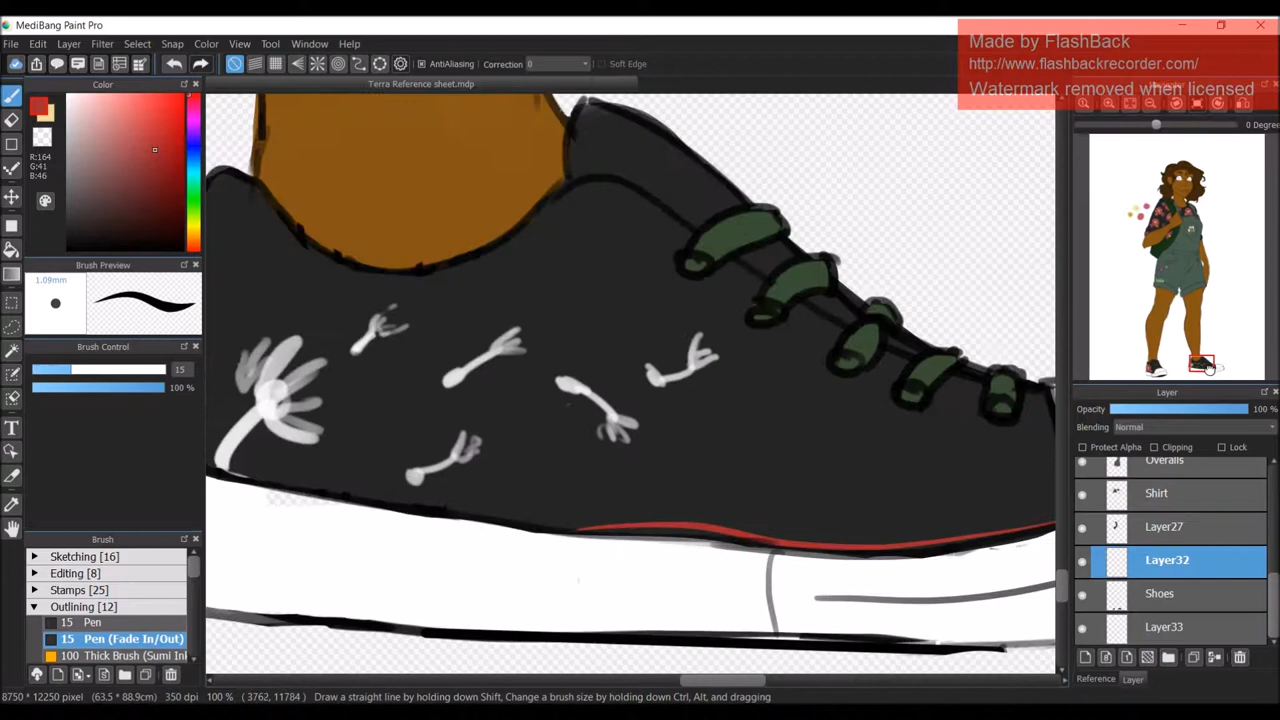 MediBang Paint Pro
Made by FlashBack
http://www.flashbackrecorder.com/
Watermark removed when licensed
File Edit Layer Filter Select Snap Color View Tool Window Help
AntiAliasing Correction 0 Soft Edge
Color
Terra Reference sheet.mdp
0 Degree
R:164
G:41
B:46
Brush Preview
1.09mm
Brush Control
15
100 %
Layer
Opacity 100 %
Blending Normal
Protect Alpha Clipping Lock
Overalls
Shirt
Layer27
Layer32
Shoes
Layer33
Brush
Sketching [16]
Editing [8]
Stamps [25]
Outlining [12]
15 Pen
15 Pen (Fade In/Out)
100 Thick Brush (Sumi Ink
Reference Layer
8750 * 12250 pixel (63.5 * 88.9cm) 350 dpi 100 % ( 3762, 11784 ) Draw a straight line by holding down Shift, Change a brush size by holding down Ctrl, Alt, and dragging